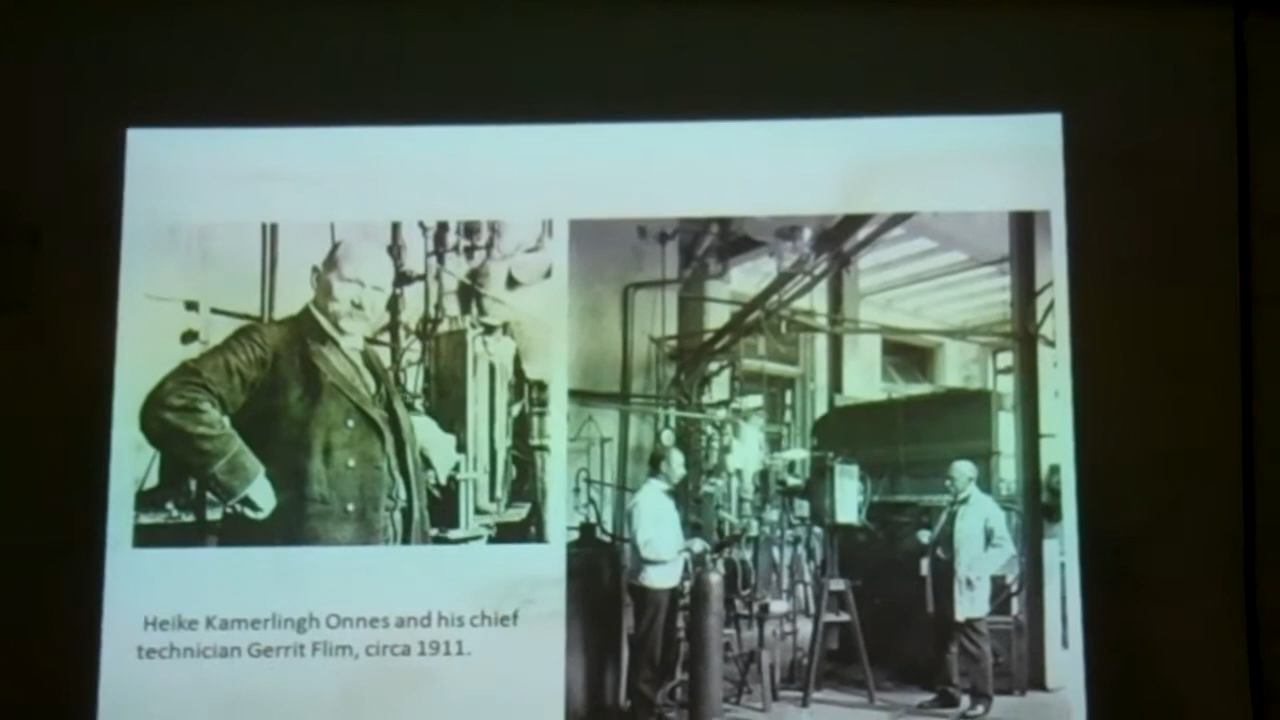 Heike Kamerlingh Onnes and his chief
technician Gerrit Flim, circa 1911.